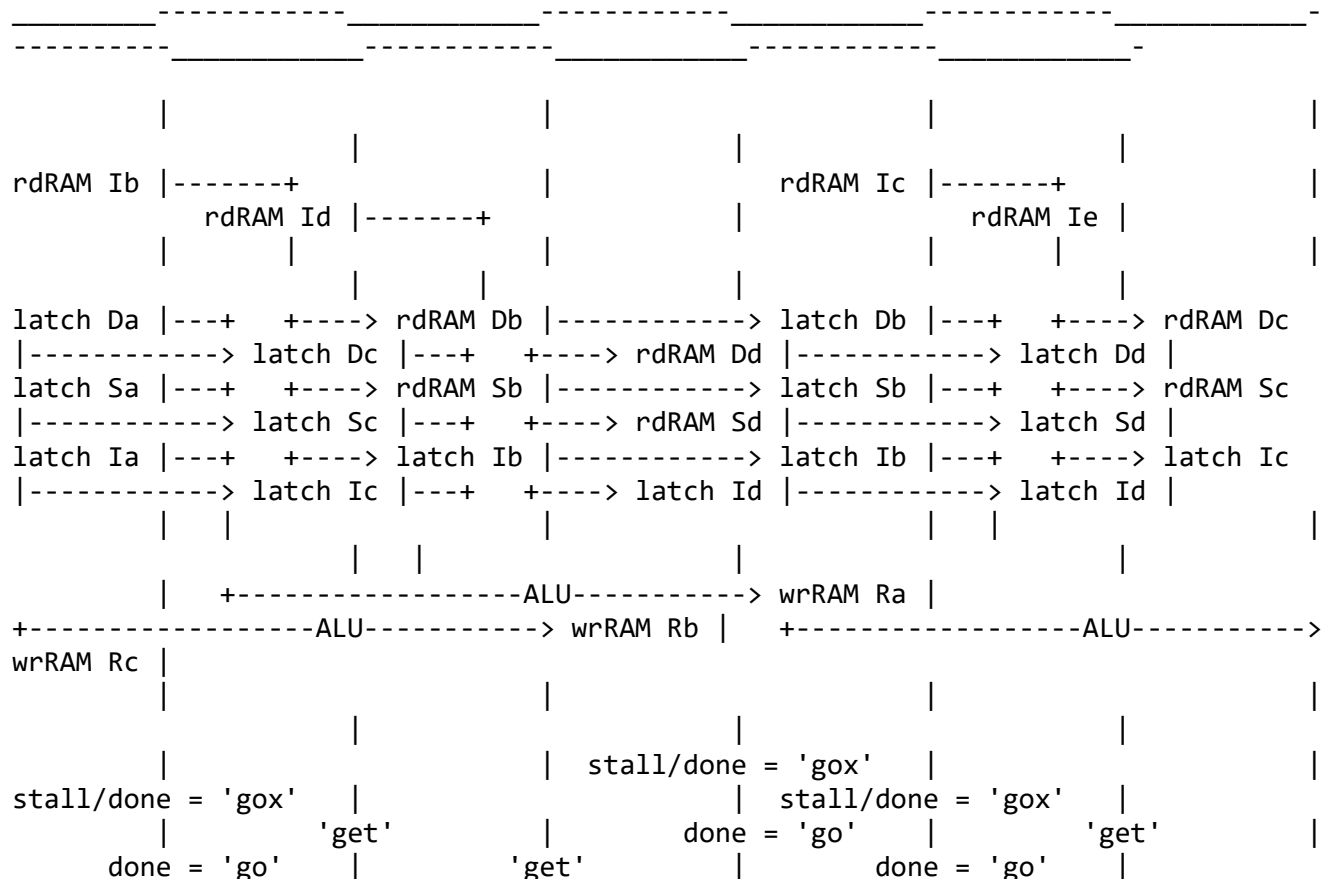 _________------------____________------------____________------------____________-
----------____________------------____________------------____________-
| | | |
| | |
rdRAM Ib |-------+ | rdRAM Ic |-------+ |
rdRAM Id |-------+ | rdRAM Ie |
| | | | | |
| | | |
latch Da |---+ +----> rdRAM Db |------------> latch Db |---+ +----> rdRAM Dc
|------------> latch Dc |---+ +----> rdRAM Dd |------------> latch Dd |
latch Sa |---+ +----> rdRAM Sb |------------> latch Sb |---+ +----> rdRAM Sc
|------------> latch Sc |---+ +----> rdRAM Sd |------------> latch Sd |
latch Ia |---+ +----> latch Ib |------------> latch Ib |---+ +----> latch Ic
|------------> latch Ic |---+ +----> latch Id |------------> latch Id |
| | | | | |
| | | |
| +------------------ALU-----------> wrRAM Ra |
+------------------ALU-----------> wrRAM Rb | +------------------ALU----------->
wrRAM Rc |
| | | |
| | |
| | stall/done = 'gox' | |
stall/done = 'gox' | | stall/done = 'gox' |
| 'get' | done = 'go' | 'get' |
done = 'go' | 'get' | done = 'go' |